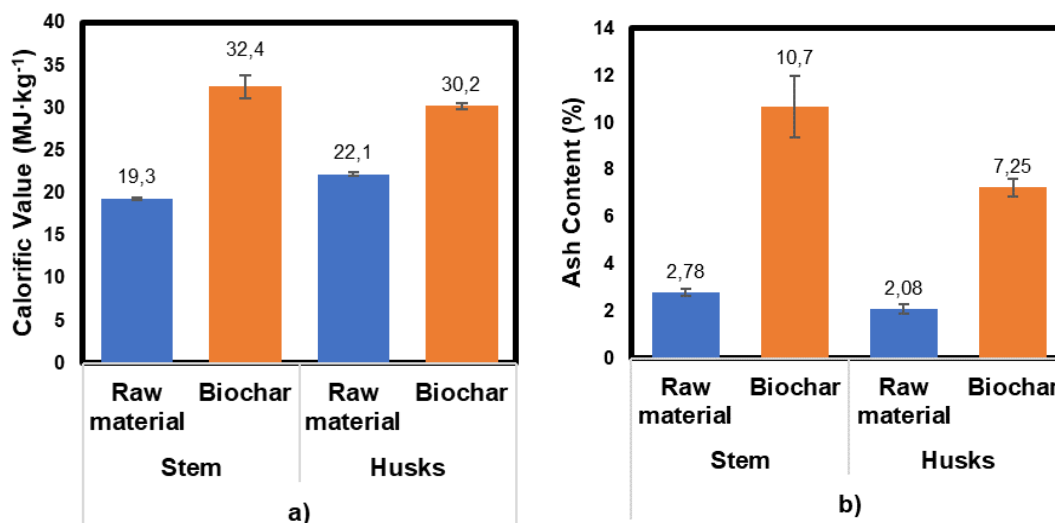 Calorific Value (MJ·kg⁻¹)
40
35
30
25
20
15
10
5
0
19,3
32,4
22,1
30,2
Raw material
Biochar
Raw material
Biochar
Stem
Husks
a)
Ash Content (%)
14
12
10
8
6
4
2
0
2,78
10,7
2,08
7,25
Raw material
Biochar
Raw material
Biochar
Stem
Husks
b)